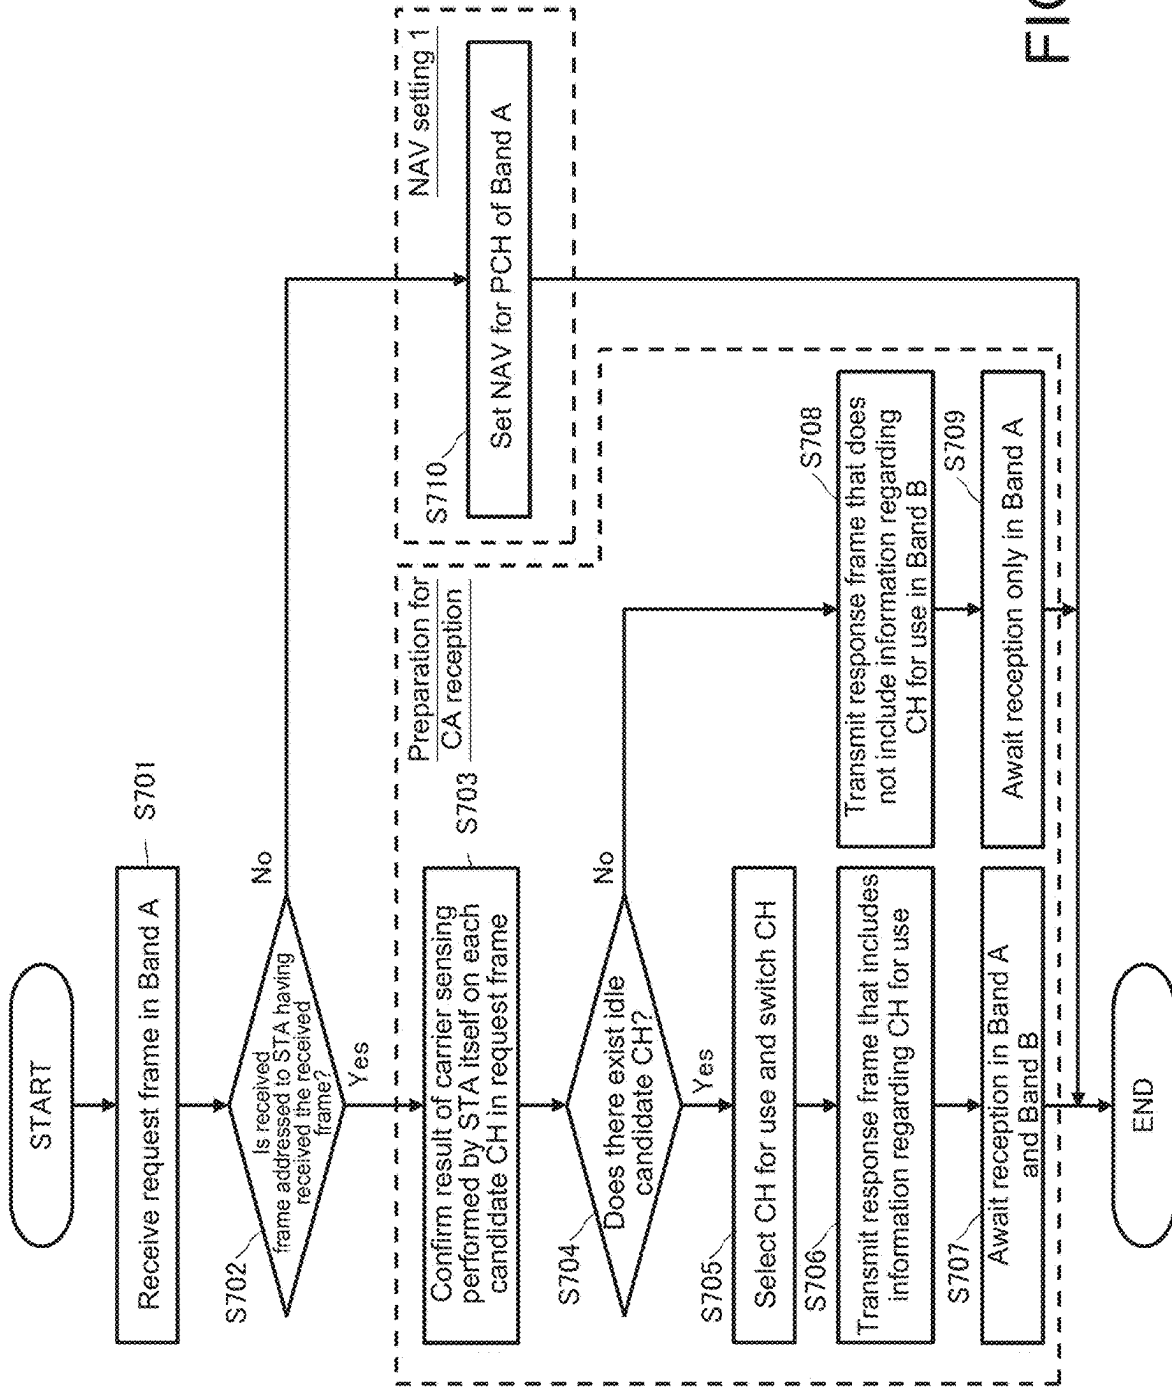 START
Receive request frame in Band A
S701
Is received
frame addressed to STA having
received the received
frame?
S702
No
Yes
NAV setting 1
S710
Set NAV for PCH of Band A
Preparation for
CA reception
Confirm result of carrier sensing
performed by STA itself on each
candidate CH in request frame
S703
Does there exist idle
candidate CH?
S704
No
Yes
S705
Select CH for use and switch CH
S706
Transmit response frame that includes
information regarding CH for use
S707
Await reception in Band A
and Band B
S708
Transmit response frame that does
not include information regarding
CH for use in Band B
S709
Await reception only in Band A
END